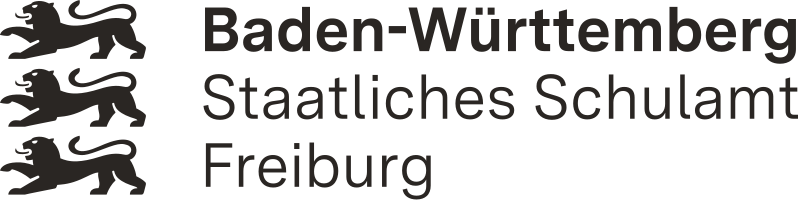 Baden-Württemberg
Staatliches Schulamt
Freiburg